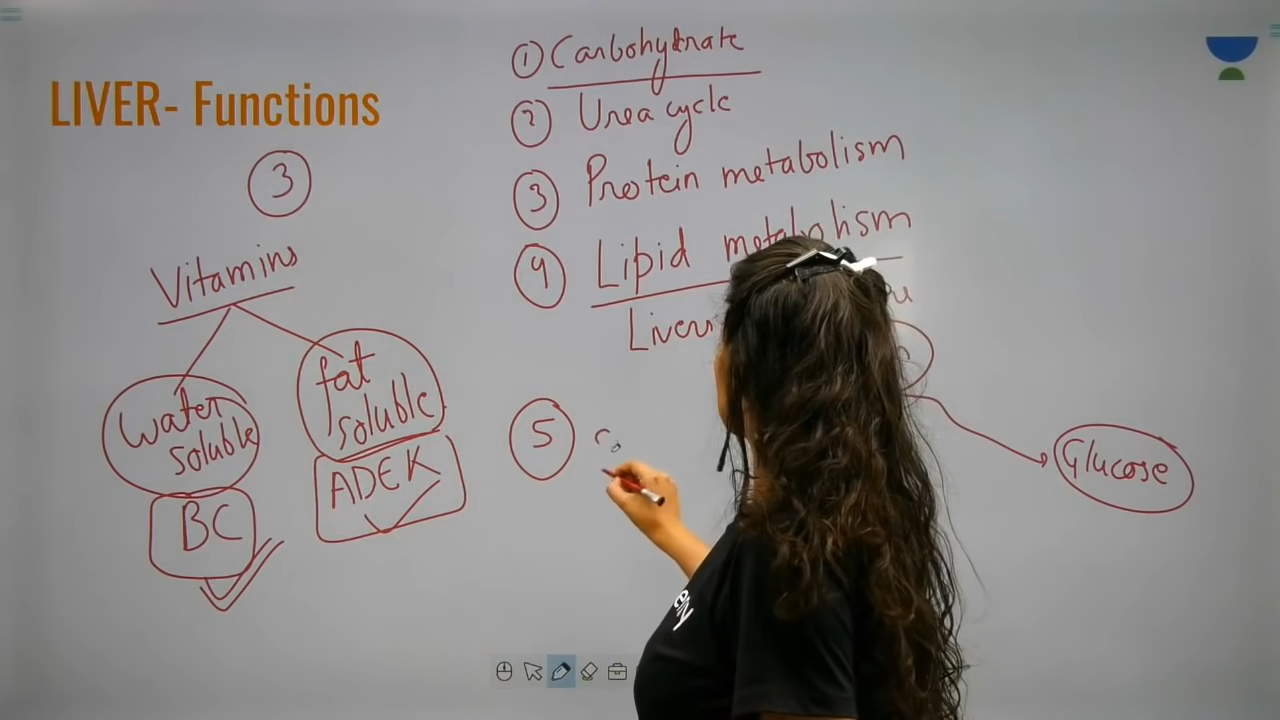 LIVER- Functions
3
Vitamins
water soluble
BC
fat soluble
ADEK
1 Carbohydrate
2 Urea cycle
3 Protein metabolism
4 Lipid metabolism
Liver
5
Glucose